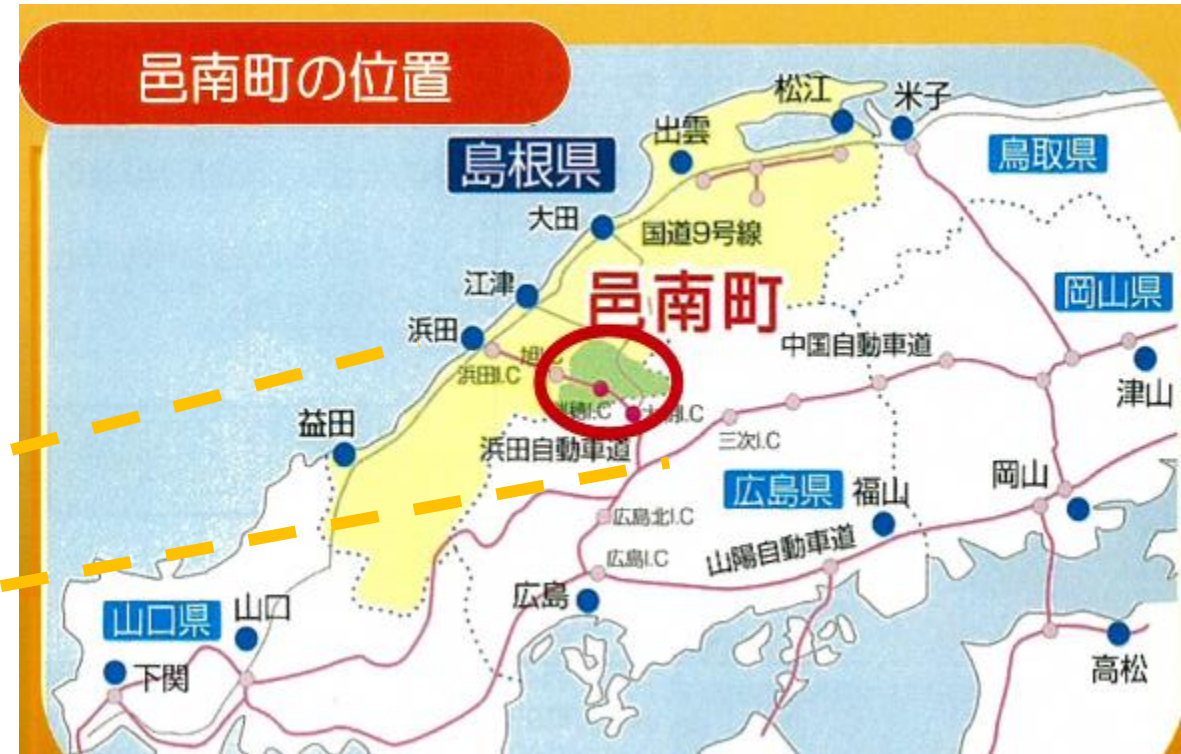 邑南町の位置
松江
米子
出雲
島根県
鳥取県
大田
国道9号線
江津
邑南町
岡山県
浜田
中国自動車道
浜田I.C
津山
益田
浜田自動車道
三次I.C
岡山
広島県
福山
広島北I.C
山陽自動車道
広島I.C
広島
山口県
山口
下関
高松